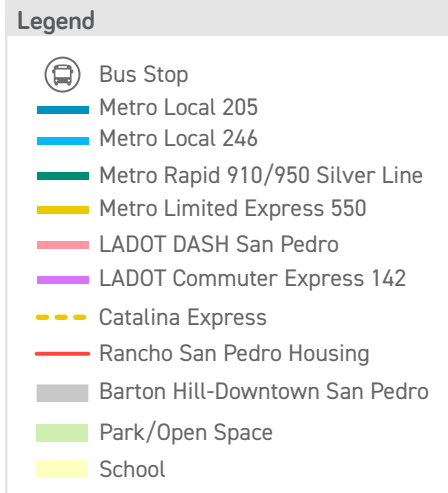 Legend
Bus Stop
Metro Local 205
Metro Local 246
Metro Rapid 910/950 Silver Line
Metro Limited Express 550
LADOT DASH San Pedro
LADOT Commuter Express 142
Catalina Express
Rancho San Pedro Housing
Barton Hill-Downtown San Pedro
Park/Open Space
School